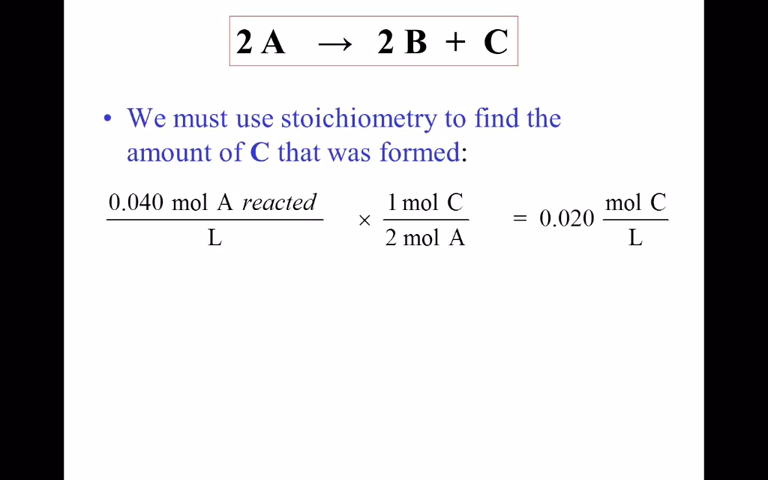 2 A → 2 B + C
• We must use stoichiometry to find the
amount of C that was formed:
0.040 mol A reacted / L × 1 mol C / 2 mol A = 0.020 mol C / L